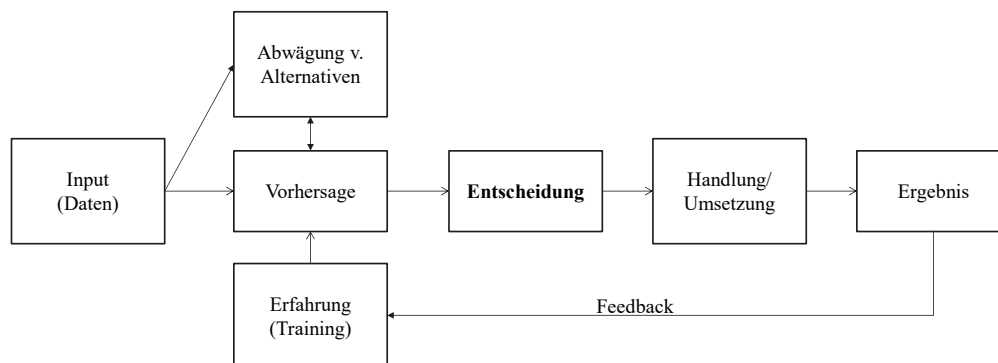 Abwägung v.
Alternativen
Input
(Daten)
Vorhersage
Entscheidung
Handlung/
Umsetzung
Ergebnis
Erfahrung
(Training)
Feedback